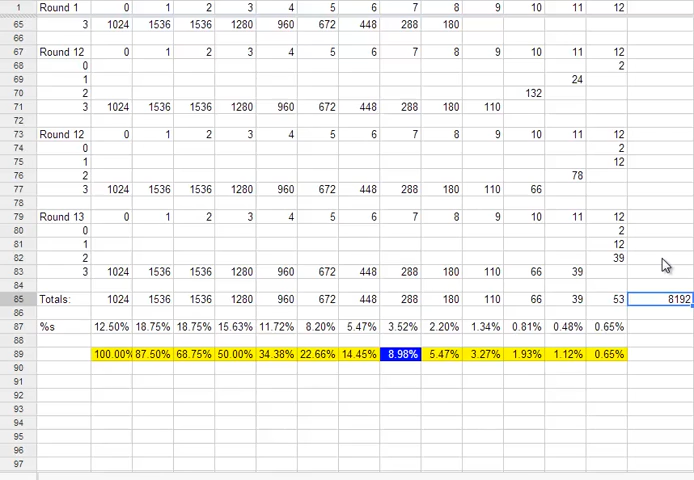 1 Round 1 0 1 2 3 4 5 6 7 8 9 10 11 12
65 3 1024 1536 1536 1280 960 672 448 288 180
66
67 Round 12 0 1 2 3 4 5 6 7 8 9 10 11 12
68 0 2
69 1 24
70 2 132
71 3 1024 1536 1536 1280 960 672 448 288 180 110
72
73 Round 12 0 1 2 3 4 5 6 7 8 9 10 11 12
74 0 2
75 1 12
76 2 78
77 3 1024 1536 1536 1280 960 672 448 288 180 110 66
78
79 Round 13 0 1 2 3 4 5 6 7 8 9 10 11 12
80 0 2
81 1 12
82 2 39
83 3 1024 1536 1536 1280 960 672 448 288 180 110 66 39
84
85 Totals: 1024 1536 1536 1280 960 672 448 288 180 110 66 39 53 8192
86
87 %s 12.50% 18.75% 18.75% 15.63% 11.72% 8.20% 5.47% 3.52% 2.20% 1.34% 0.81% 0.48% 0.65%
88
89 100.00% 87.50% 68.75% 50.00% 34.38% 22.66% 14.45% 8.98% 5.47% 3.27% 1.93% 1.12% 0.65%
90
91
92
93
94
95
96
97